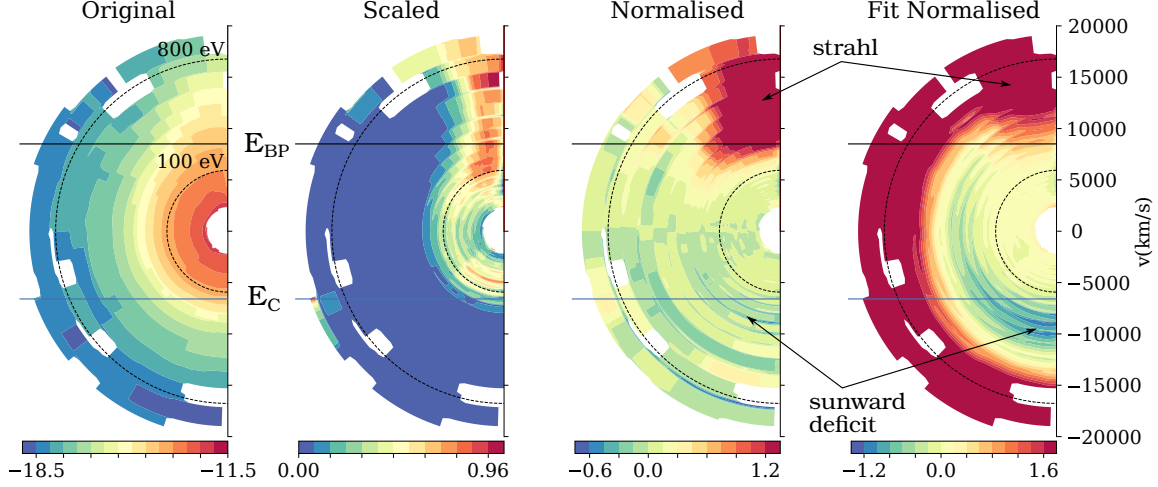 Original
Scaled
Normalised
Fit Normalised
800 eV
100 eV
E_BP
E_C
strahl
sunward
deficit
20000
15000
10000
5000
0
−5000
−10000
−15000
−20000
v(km/s)
−18.5
−11.5
0.00
0.96
−0.6
0.0
1.2
−1.2
0.0
1.6